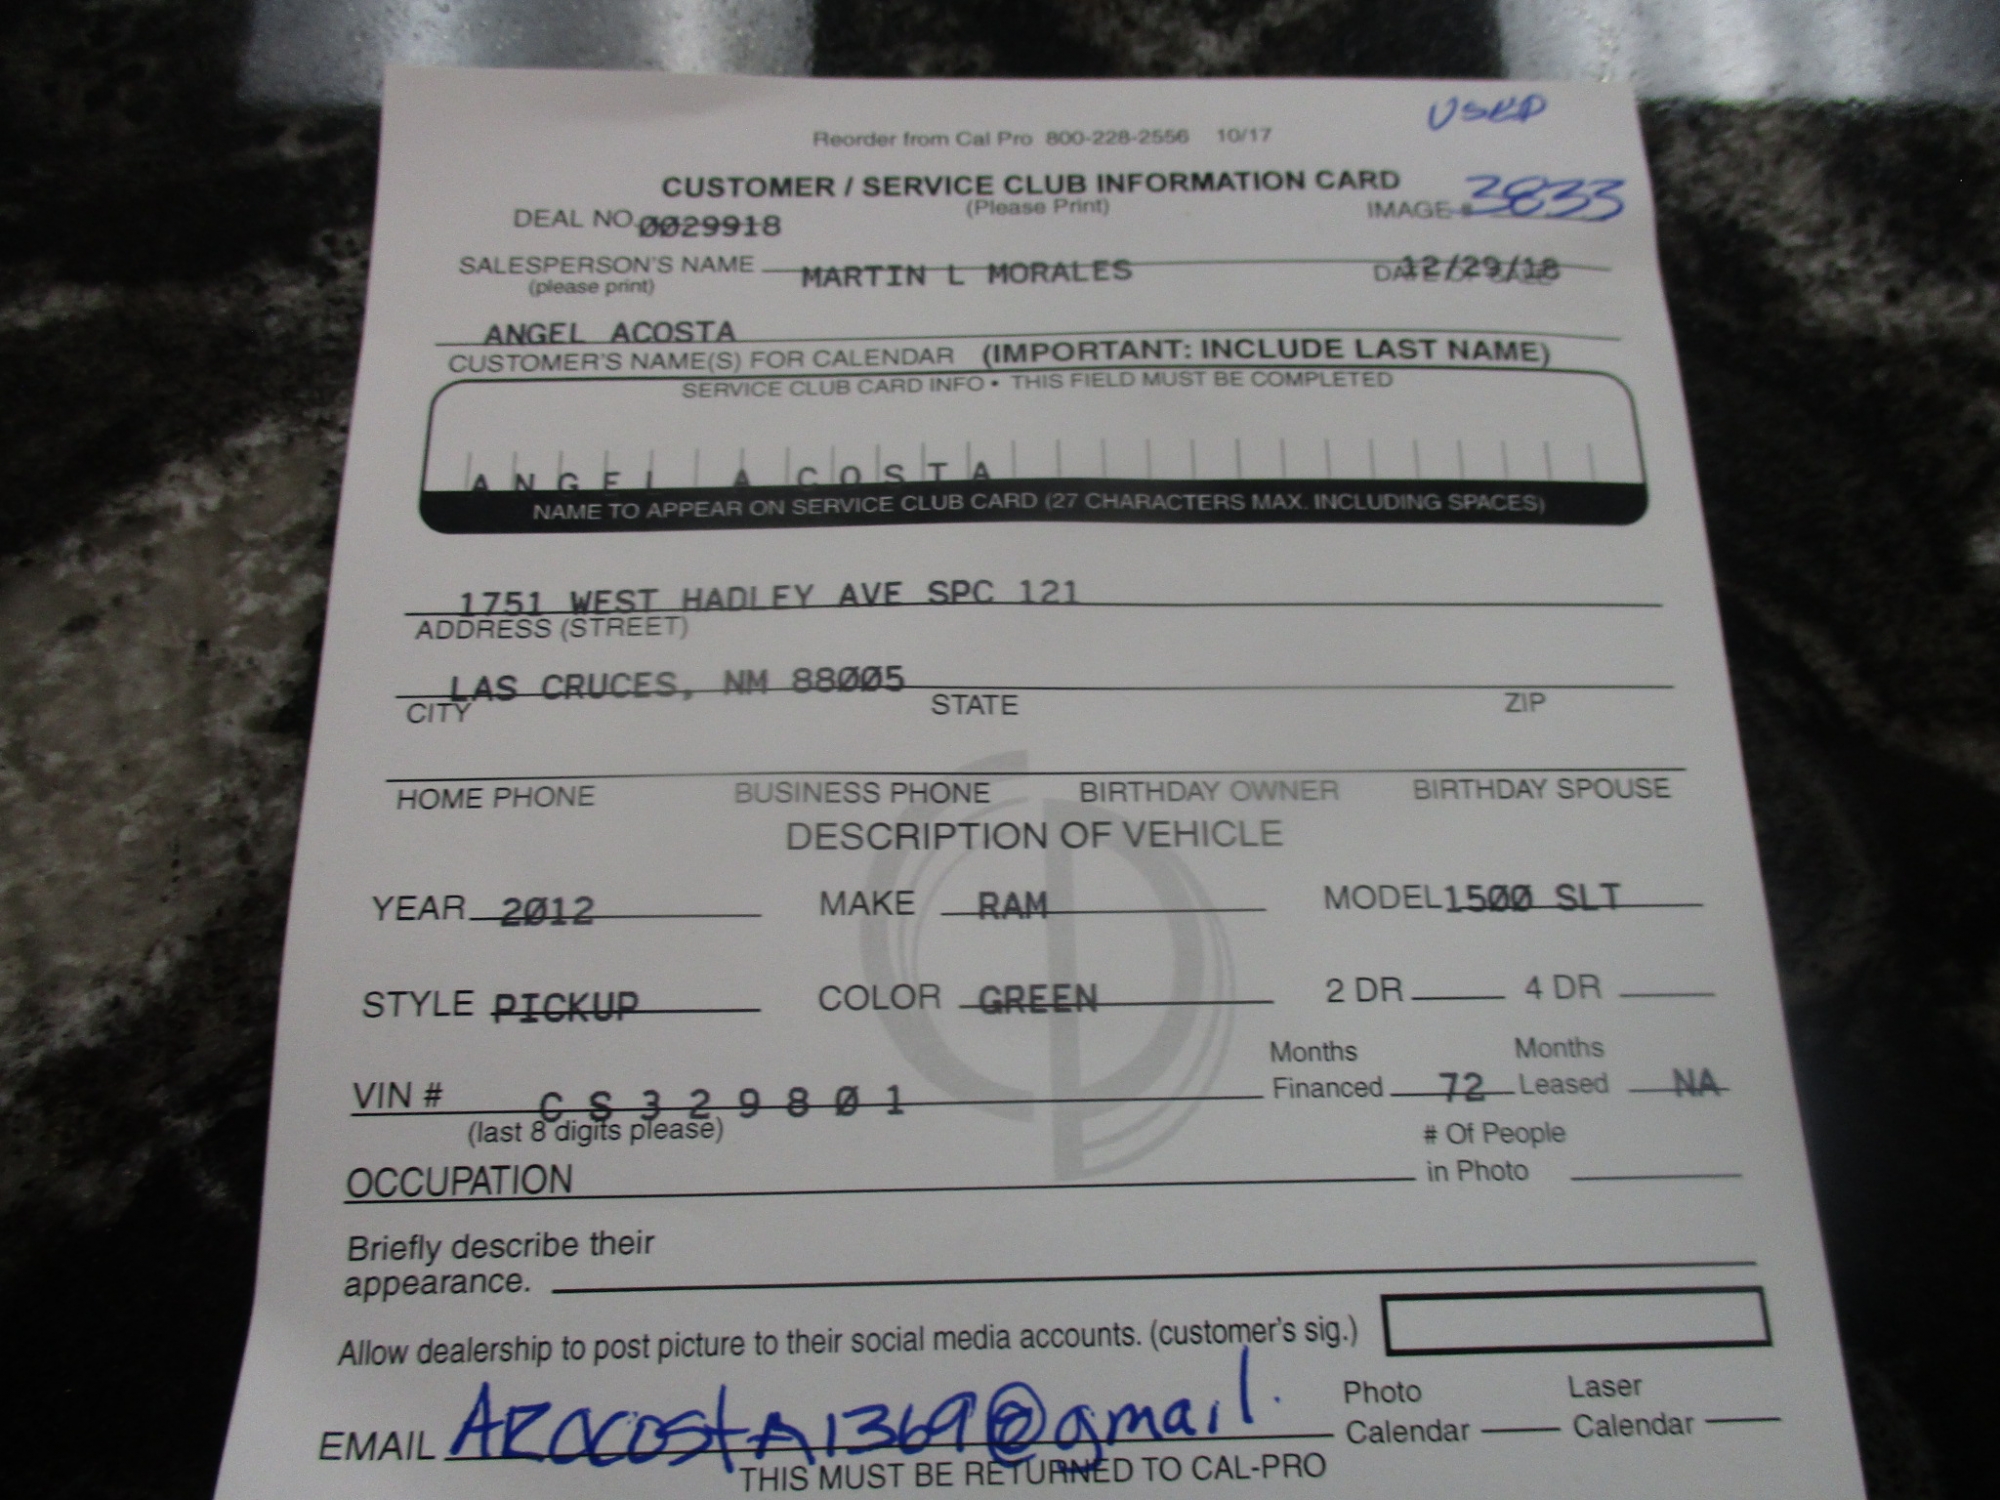 USED
Reorder from Cal Pro 800-228-2556 10/17
CUSTOMER / SERVICE CLUB INFORMATION CARD
(Please Print)
IMAGE # 3833
DEAL NO. 0029918
SALESPERSON'S NAME MARTIN L MORALES 12/29/18
(please print)
ANGEL ACOSTA
CUSTOMER'S NAME(S) FOR CALENDAR (IMPORTANT: INCLUDE LAST NAME)
SERVICE CLUB CARD INFO • THIS FIELD MUST BE COMPLETED
ANGEL ACOSTA
NAME TO APPEAR ON SERVICE CLUB CARD (27 CHARACTERS MAX. INCLUDING SPACES)
1751 WEST HADLEY AVE SPC 121
ADDRESS (STREET)
LAS CRUCES, NM 88005
CITY STATE ZIP
HOME PHONE BUSINESS PHONE BIRTHDAY OWNER BIRTHDAY SPOUSE
DESCRIPTION OF VEHICLE
YEAR 2012 MAKE RAM MODEL 1500 SLT
STYLE PICKUP COLOR GREEN 2 DR 4 DR
VIN # C S 3 2 9 8 0 1 Months Financed 72 Months Leased NA
(last 8 digits please)
OCCUPATION # Of People in Photo
Briefly describe their
appearance.
Allow dealership to post picture to their social media accounts. (customer's sig.)
EMAIL @gmail. Photo Calendar Laser Calendar
THIS MUST BE RETURNED TO CAL-PRO